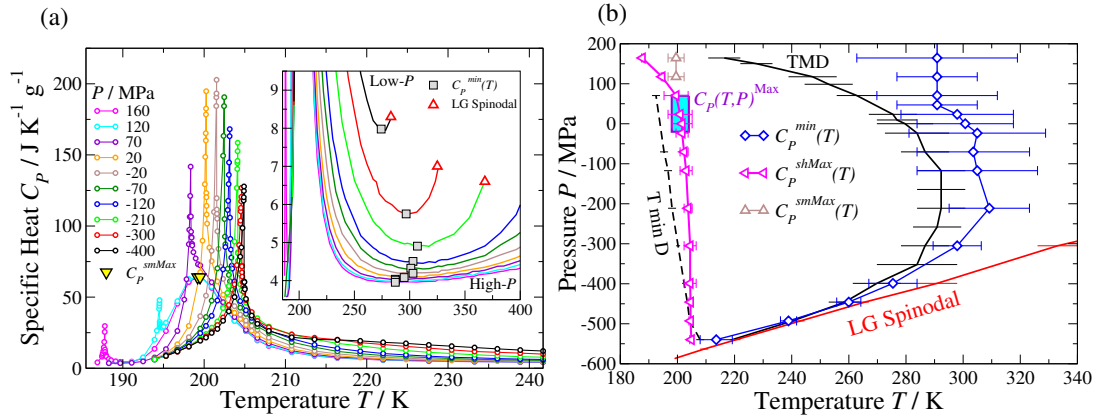 (a)
Specific Heat C_P / J K⁻¹ g⁻¹
200
175
150
125
100
75
50
25
0
P / MPa
160
120
70
20
-20
-70
-120
-210
-300
-400
C_P^smMax
9
8
7
6
5
4
Low-P
High-P
C_P^min(T)
LG Spinodal
200 250 300 350 400
190 200 210 220 230 240
Temperature T / K
(b)
Pressure P / MPa
200
100
0
-100
-200
-300
-400
-500
-600
TMD
C_P(T,P)^Max
C_P^min(T)
C_P^shMax(T)
C_P^smMax(T)
T min D
LG Spinodal
180 200 220 240 260 280 300 320 340
Temperature T / K